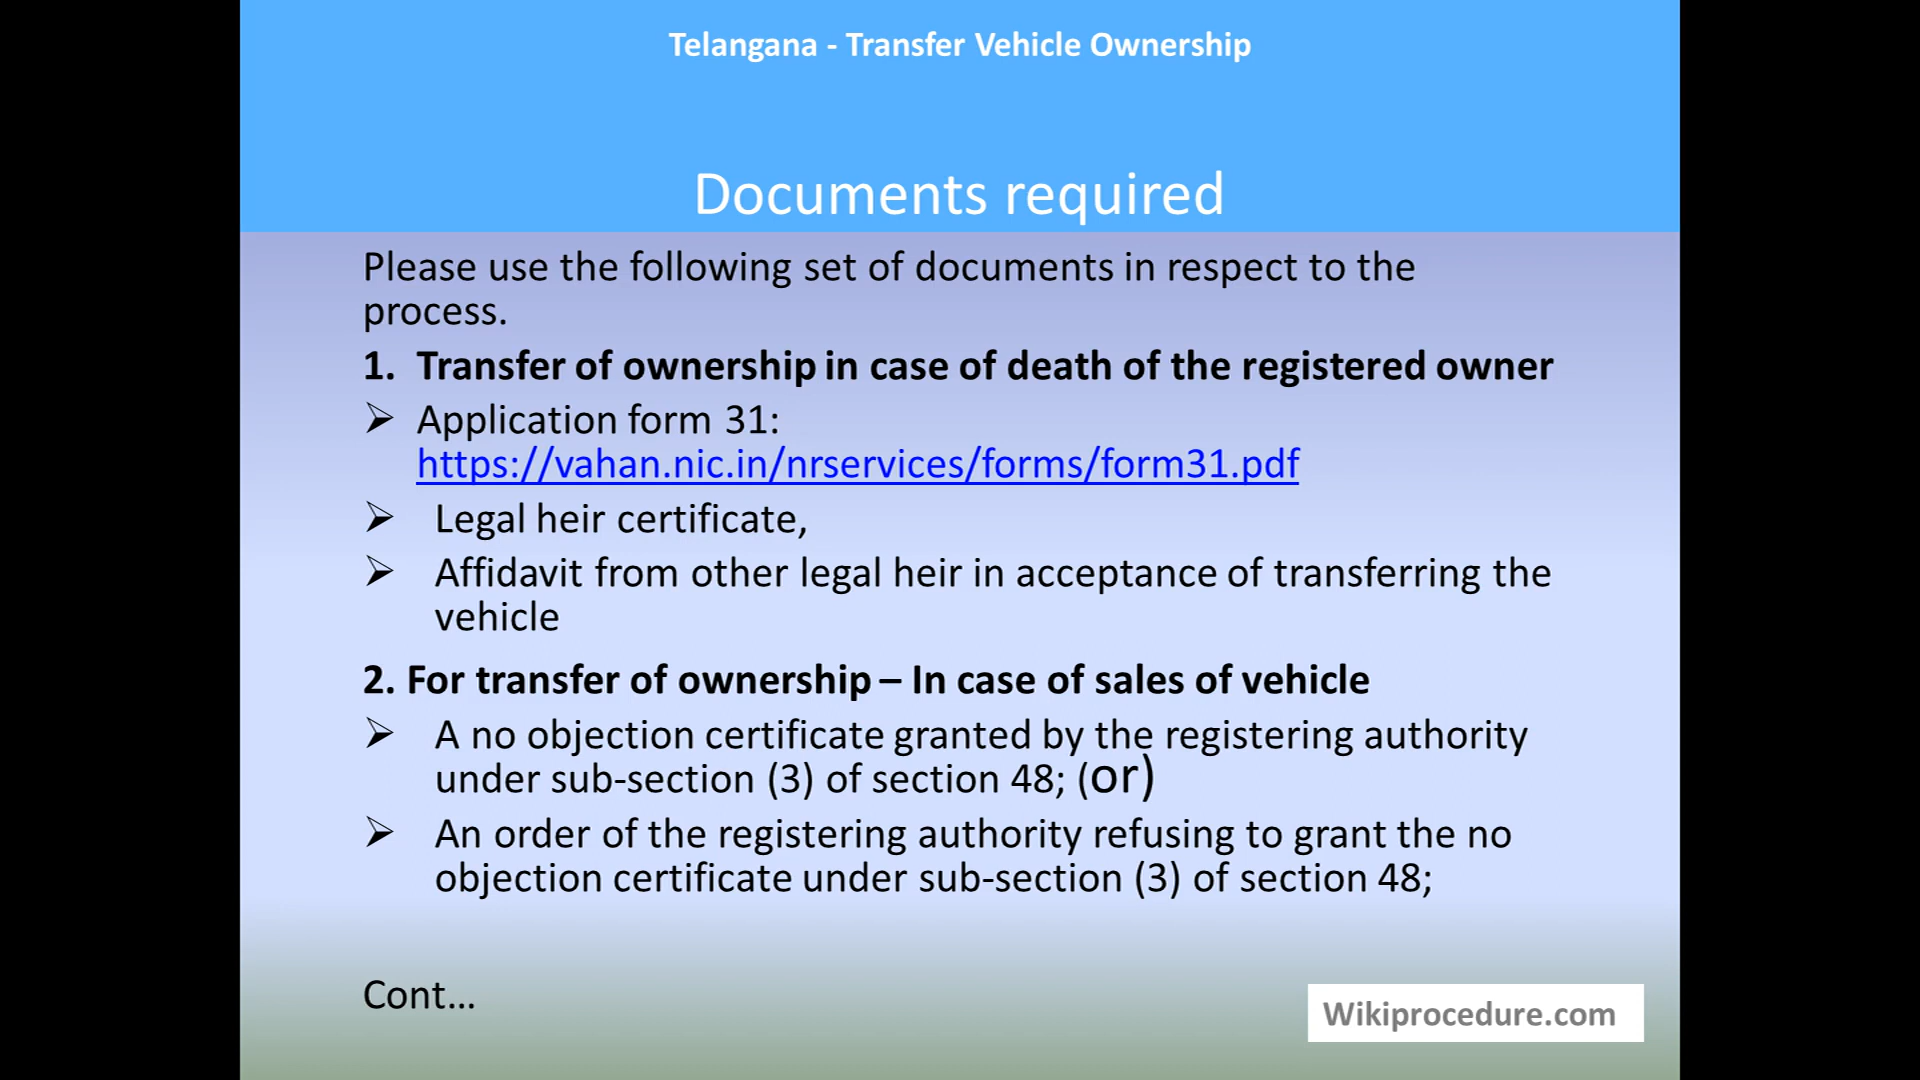 Telangana - Transfer Vehicle Ownership
Documents required
Please use the following set of documents in respect to the
process.
1. Transfer of ownership in case of death of the registered owner
➢ Application form 31:
https://vahan.nic.in/nrservices/forms/form31.pdf
➢ Legal heir certificate,
➢ Affidavit from other legal heir in acceptance of transferring the
vehicle
2. For transfer of ownership – In case of sales of vehicle
➢ A no objection certificate granted by the registering authority
under sub-section (3) of section 48; (or)
➢ An order of the registering authority refusing to grant the no
objection certificate under sub-section (3) of section 48;
Cont...
Wikiprocedure.com